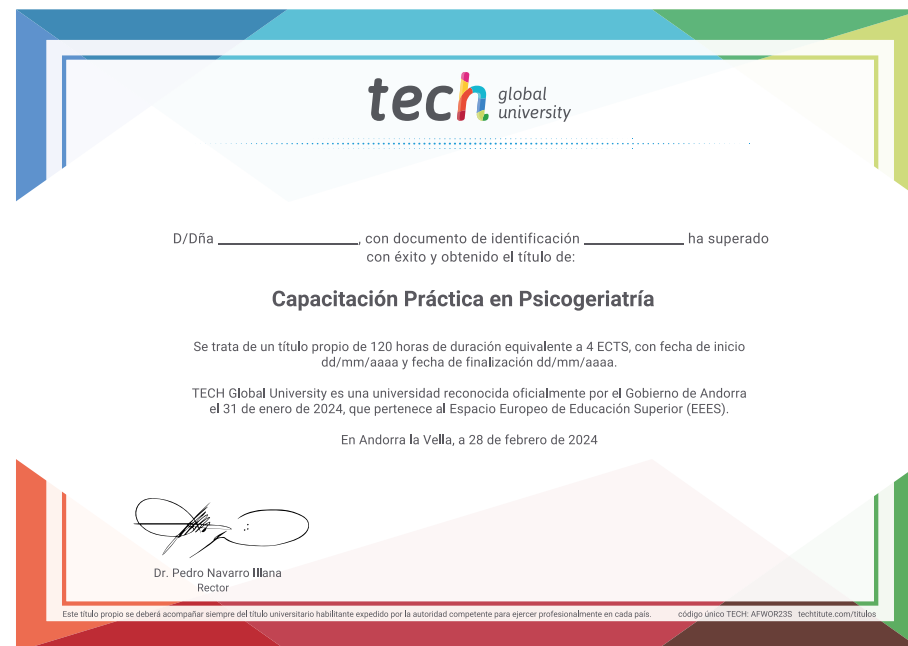 tech global university
D/Dña ____________________, con documento de identificación ______________ ha superado
con éxito y obtenido el título de:
Capacitación Práctica en Psicogeriatría
Se trata de un título propio de 120 horas de duración equivalente a 4 ECTS, con fecha de inicio
dd/mm/aaaa y fecha de finalización dd/mm/aaaa.
TECH Global University es una universidad reconocida oficialmente por el Gobierno de Andorra
el 31 de enero de 2024, que pertenece al Espacio Europeo de Educación Superior (EEES).
En Andorra la Vella, a 28 de febrero de 2024
Dr. Pedro Navarro Illana
Rector
Este título propio se deberá acompañar siempre del título universitario habilitante expedido por la autoridad competente para ejercer profesionalmente en cada país. código único TECH: AFWOR23S techtitute.com/titulos